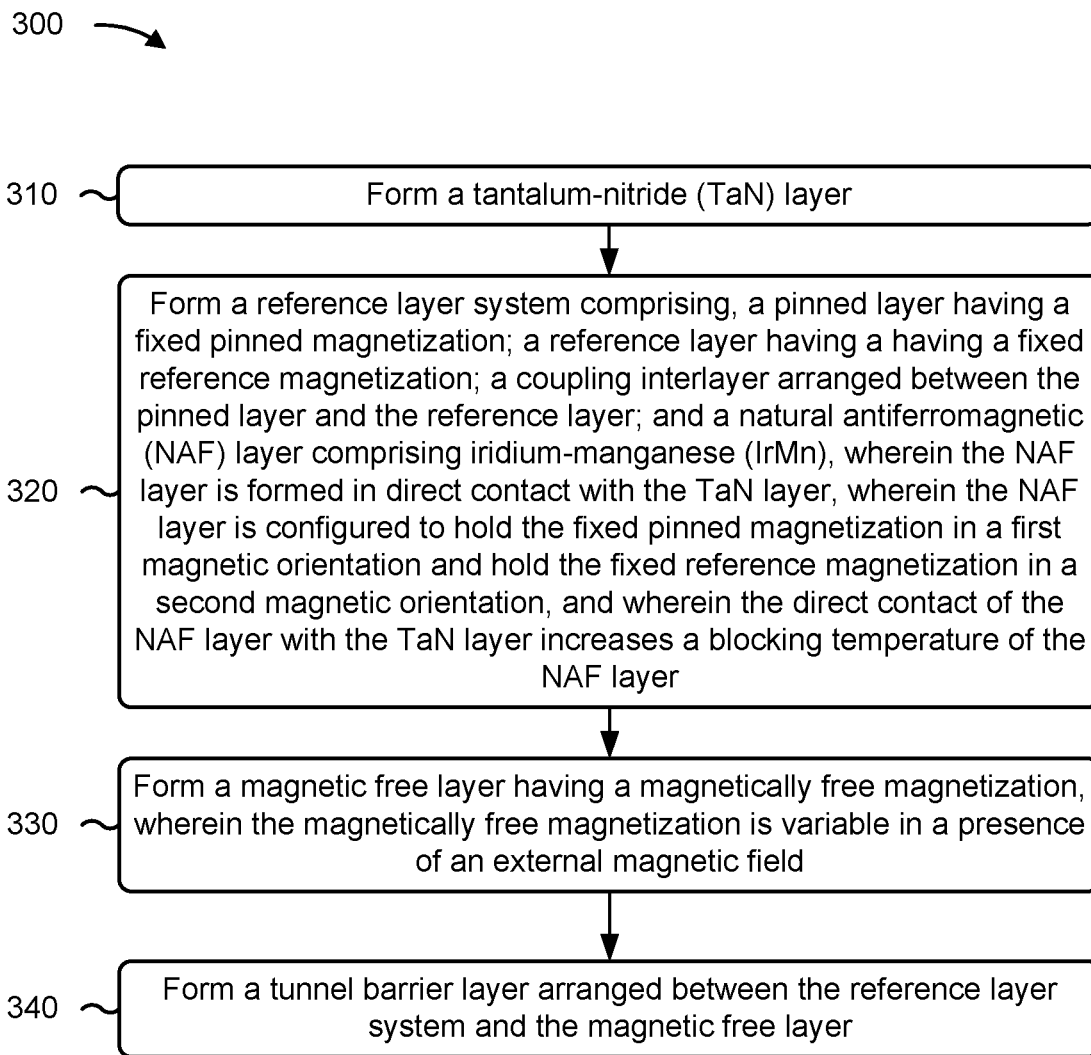 300
310
Form a tantalum-nitride (TaN) layer
320
Form a reference layer system comprising, a pinned layer having a
fixed pinned magnetization; a reference layer having a having a fixed
reference magnetization; a coupling interlayer arranged between the
pinned layer and the reference layer; and a natural antiferromagnetic
(NAF) layer comprising iridium-manganese (IrMn), wherein the NAF
layer is formed in direct contact with the TaN layer, wherein the NAF
layer is configured to hold the fixed pinned magnetization in a first
magnetic orientation and hold the fixed reference magnetization in a
second magnetic orientation, and wherein the direct contact of the
NAF layer with the TaN layer increases a blocking temperature of the
NAF layer
330
Form a magnetic free layer having a magnetically free magnetization,
wherein the magnetically free magnetization is variable in a presence
of an external magnetic field
340
Form a tunnel barrier layer arranged between the reference layer
system and the magnetic free layer